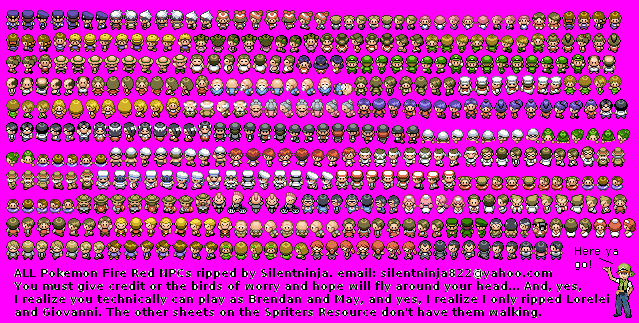 Here ya
go!
ALL Pokemon Fire Red NPCs ripped by Silentninja. email: silentninja822@yahoo.com
You must give credit or the birds of worry and hope will fly around your head... And, yes,
I realize you technically can play as Brendan and May, and yes, I realize I only ripped Lorelei
and Giovanni. The other sheets on the Spriters Resource don't have them walking.